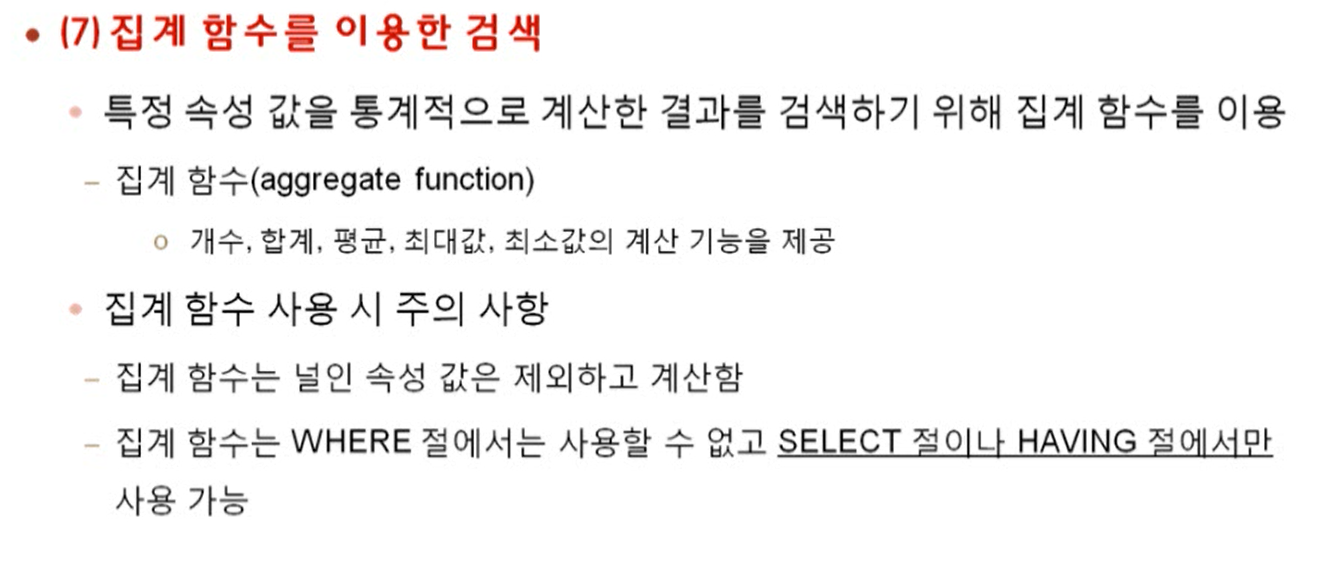 • (7) 집계 함수를 이용한 검색
• 특정 속성 값을 통계적으로 계산한 결과를 검색하기 위해 집계 함수를 이용
– 집계 함수(aggregate function)
o 개수, 합계, 평균, 최대값, 최소값의 계산 기능을 제공
• 집계 함수 사용 시 주의 사항
– 집계 함수는 널인 속성 값은 제외하고 계산함
– 집계 함수는 WHERE 절에서는 사용할 수 없고 SELECT 절이나 HAVING 절에서만
사용 가능